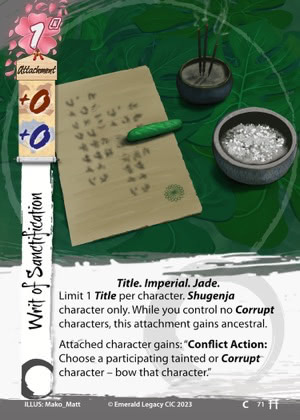 1
Attachment
+0
+0
Writ of Sanctification
Title. Imperial. Jade.
Limit 1 Title per character. Shugenja
character only. While you control no Corrupt
characters, this attachment gains ancestral.
Attached character gains: “Conflict Action:
Choose a participating tainted or Corrupt
character – bow that character.”
ILLUS: Mako_Matt © Emerald Legacy CIC 2023 C 71